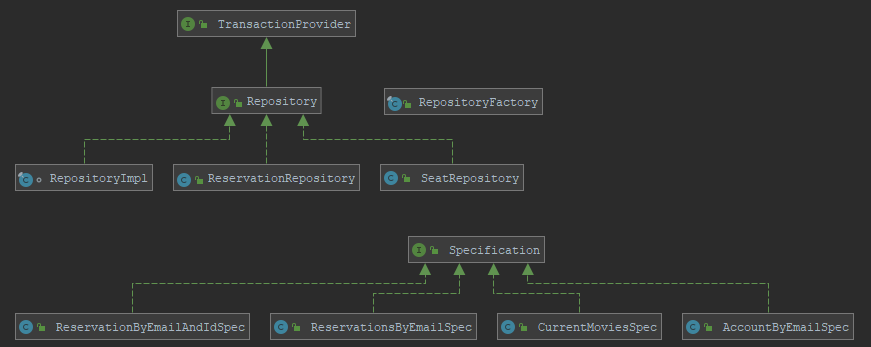 I TransactionProvider
I Repository
C RepositoryFactory
C RepositoryImpl
C ReservationRepository
C SeatRepository
I Specification
C ReservationByEmailAndIdSpec
C ReservationsByEmailSpec
C CurrentMoviesSpec
C AccountByEmailSpec